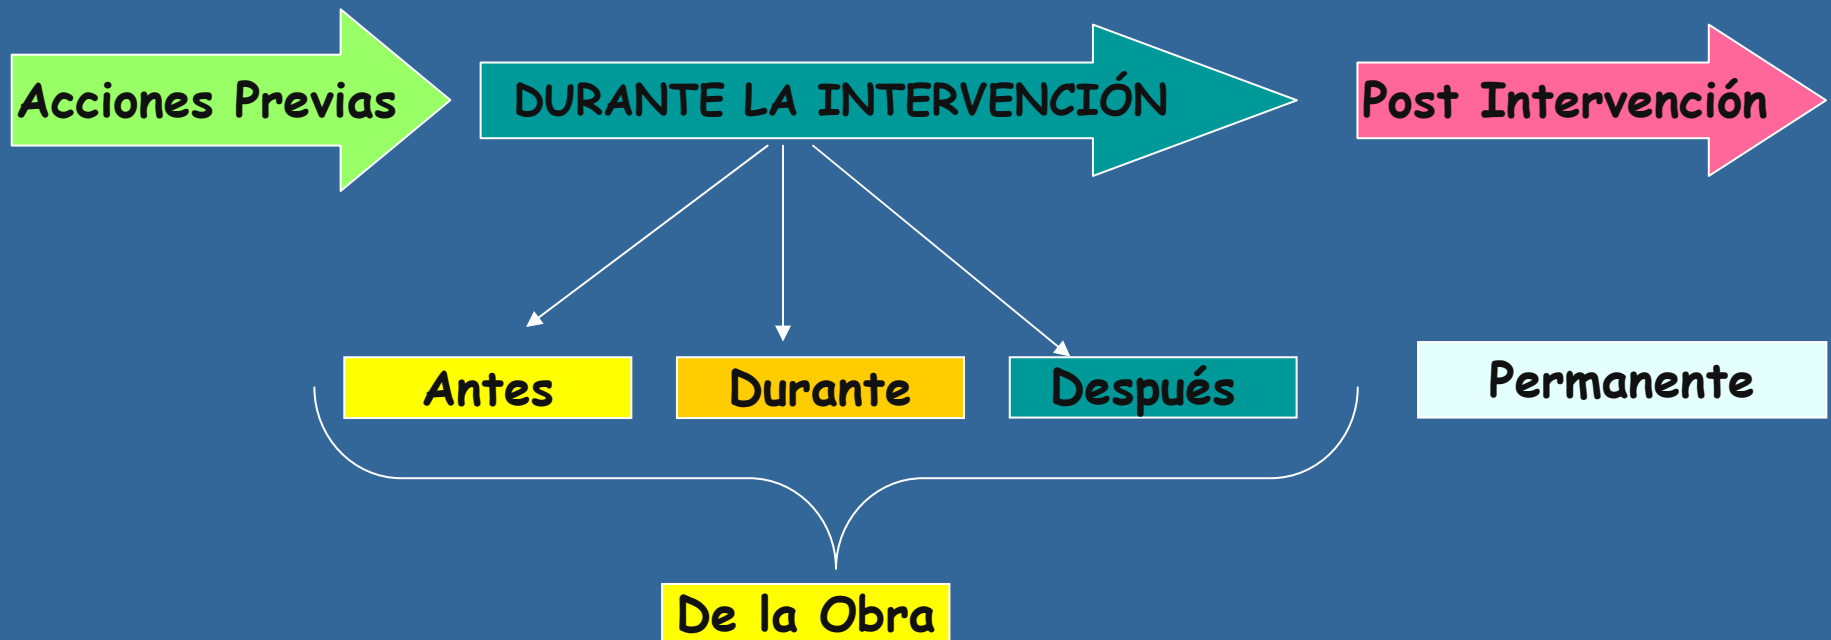 Acciones Previas
DURANTE LA INTERVENCIÓN
Post Intervención
Antes
Durante
Después
Permanente
De la Obra